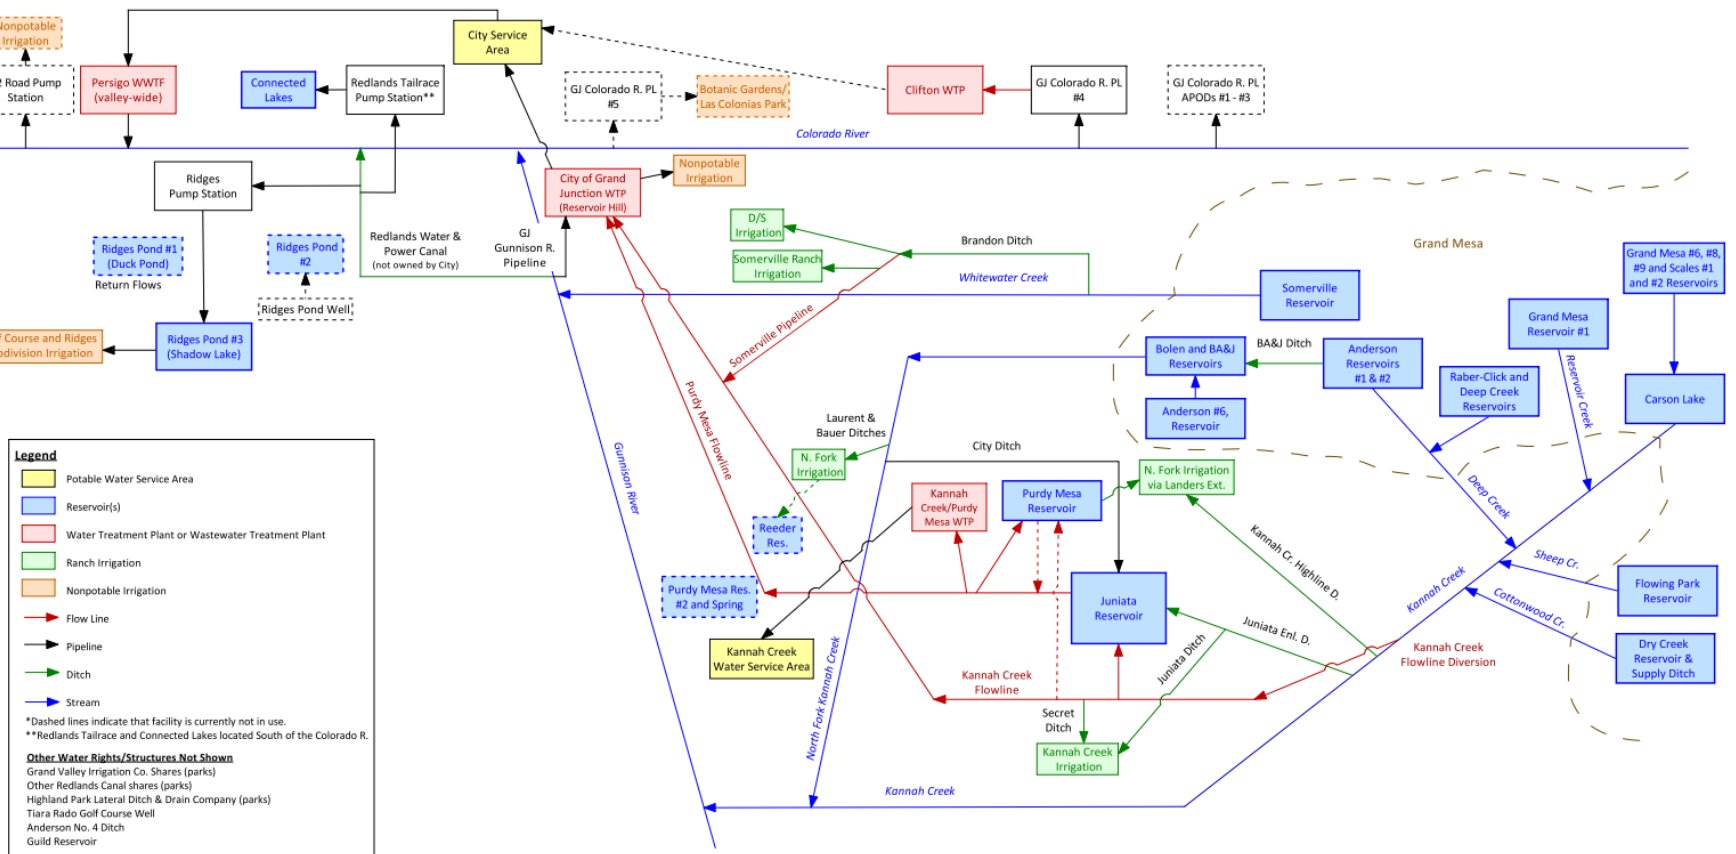 Nonpotable
Irrigation
City Service
Area
2 Road Pump
Station
Persigo WWTF
(valley-wide)
Connected
Lakes
Redlands Tailrace
Pump Station**
GJ Colorado R. PL
#5
Botanic Gardens/
Las Colonias Park
Clifton WTP
GJ Colorado R. PL
#4
GJ Colorado R. PL
APODs #1 - #3
Colorado River
Ridges
Pump Station
City of Grand
Junction WTP
(Reservoir Hill)
Nonpotable
Irrigation
Ridges Pond #1
(Duck Pond)
Return Flows
Ridges Pond
#2
Ridges Pond Well
Redlands Water &
Power Canal
(not owned by City)
GJ
Gunnison R.
Pipeline
D/S
Irrigation
Somerville Ranch
Irrigation
Brandon Ditch
Whitewater Creek
Grand Mesa
Somerville
Reservoir
Grand Mesa #6, #8,
#9 and Scales #1
and #2 Reservoirs
Grand Mesa
Reservoir #1
f Course and Ridges
bdivision Irrigation
Ridges Pond #3
(Shadow Lake)
Somerville Pipeline
Purdy Mesa Flowline
Bolen and BA&J
Reservoirs
BA&J Ditch
Anderson
Reservoirs
#1 & #2
Anderson #6,
Reservoir
Raber-Click and
Deep Creek
Reservoirs
Reservoir Creek
Carson Lake
Laurent &
Bauer Ditches
N. Fork
Irrigation
City Ditch
Reeder
Res.
Kannah
Creek/Purdy
Mesa WTP
Purdy Mesa
Reservoir
N. Fork Irrigation
via Landers Ext.
Deep Creek
Gunnison River
Kannah Cr. Highline D.
Sheep Cr.
Flowing Park
Reservoir
Kannah Creek
Cottonwood Cr.
Dry Creek
Reservoir &
Supply Ditch
Purdy Mesa Res.
#2 and Spring
Juniata
Reservoir
Juniata Enl. D.
Juniata Ditch
Kannah Creek
Flowline Diversion
Kannah Creek
Water Service Area
Kannah Creek
Flowline
North Fork Kannah Creek
Secret
Ditch
Kannah Creek
Irrigation
Kannah Creek
Legend
Potable Water Service Area
Reservoir(s)
Water Treatment Plant or Wastewater Treatment Plant
Ranch Irrigation
Nonpotable Irrigation
Flow Line
Pipeline
Ditch
Stream
*Dashed lines indicate that facility is currently not in use.
**Redlands Tailrace and Connected Lakes located South of the Colorado R.
Other Water Rights/Structures Not Shown
Grand Valley Irrigation Co. Shares (parks)
Other Redlands Canal shares (parks)
Highland Park Lateral Ditch & Drain Company (parks)
Tiara Rado Golf Course Well
Anderson No. 4 Ditch
Guild Reservoir